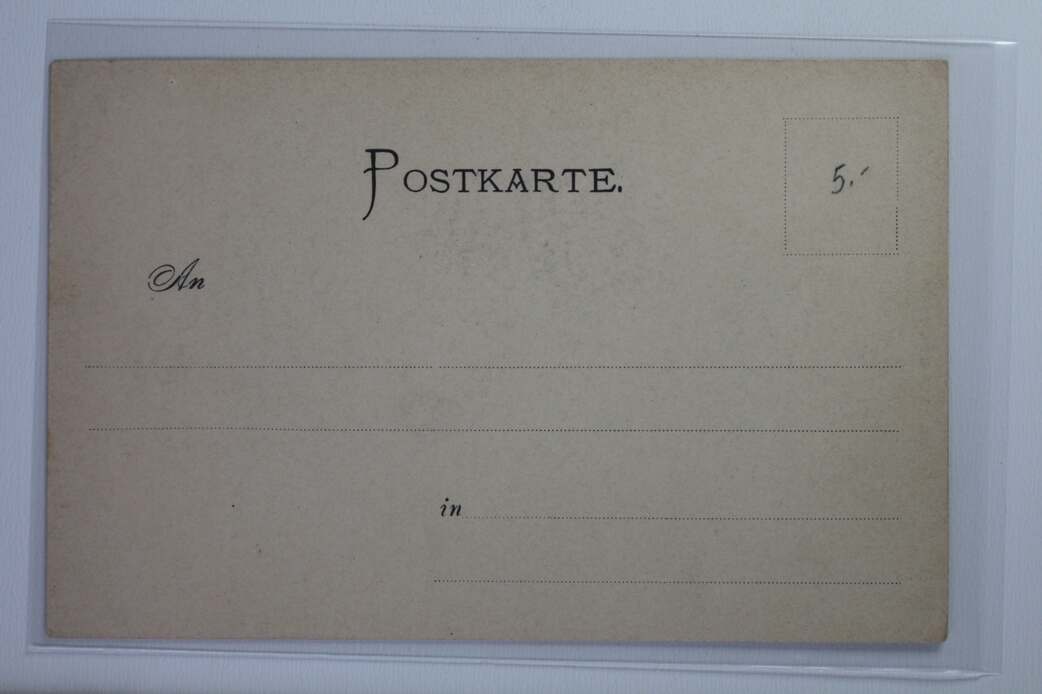 POSTKARTE.
5.-
An
in